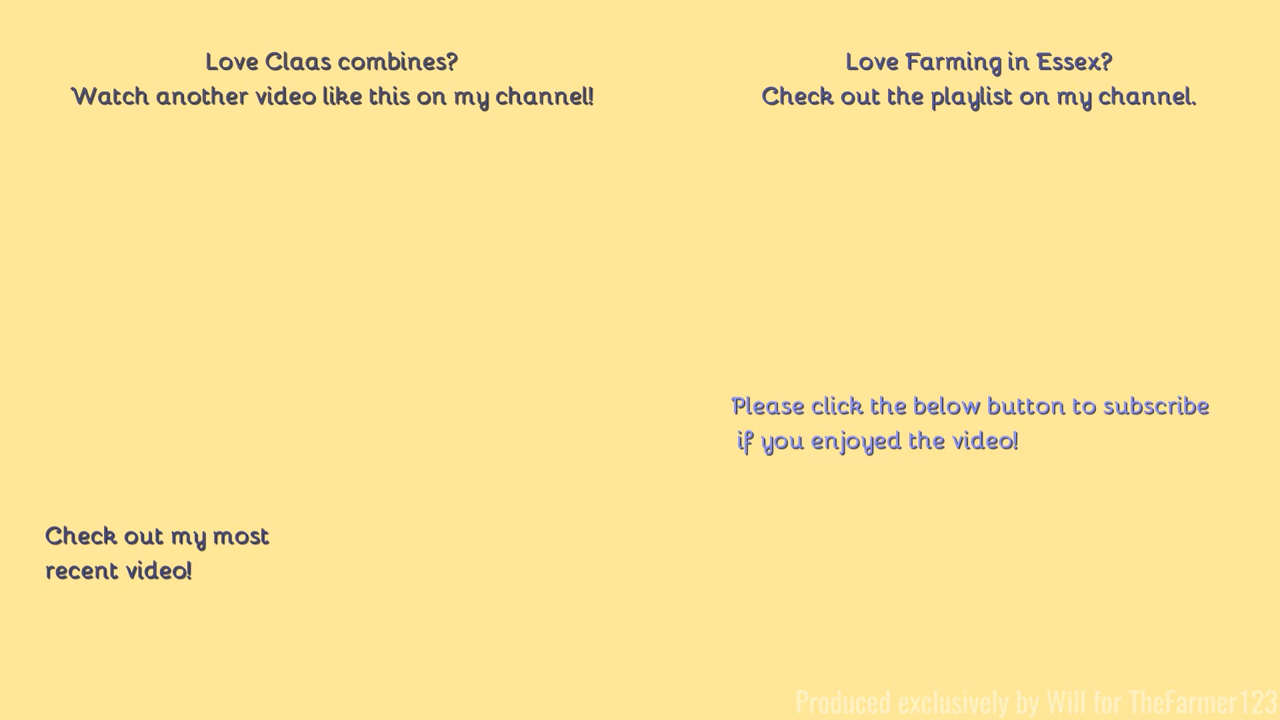 Love Claas combines?
Watch another video like this on my channel!
Love Farming in Essex?
Check out the playlist on my channel.
Please click the below button to subscribe
if you enjoyed the video!
Check out my most
recent video!
Produced exclusively by Will for TheFarmer123